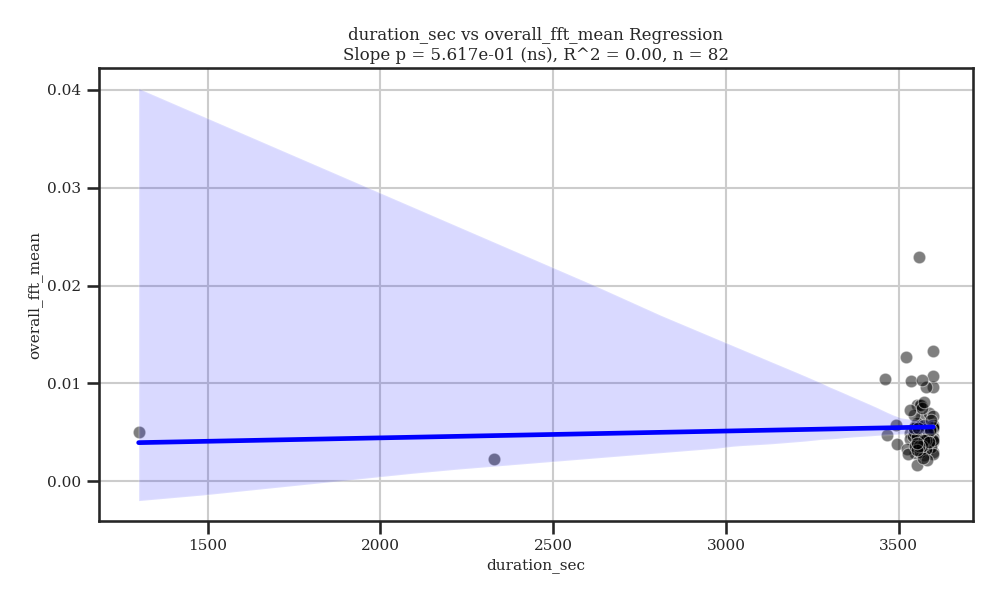 duration_sec vs overall_fft_mean Regression
Slope p = 5.617e-01 (ns), R^2 = 0.00, n = 82
overall_fft_mean
0.04
0.03
0.02
0.01
0.00
1500 2000 2500 3000 3500
duration_sec